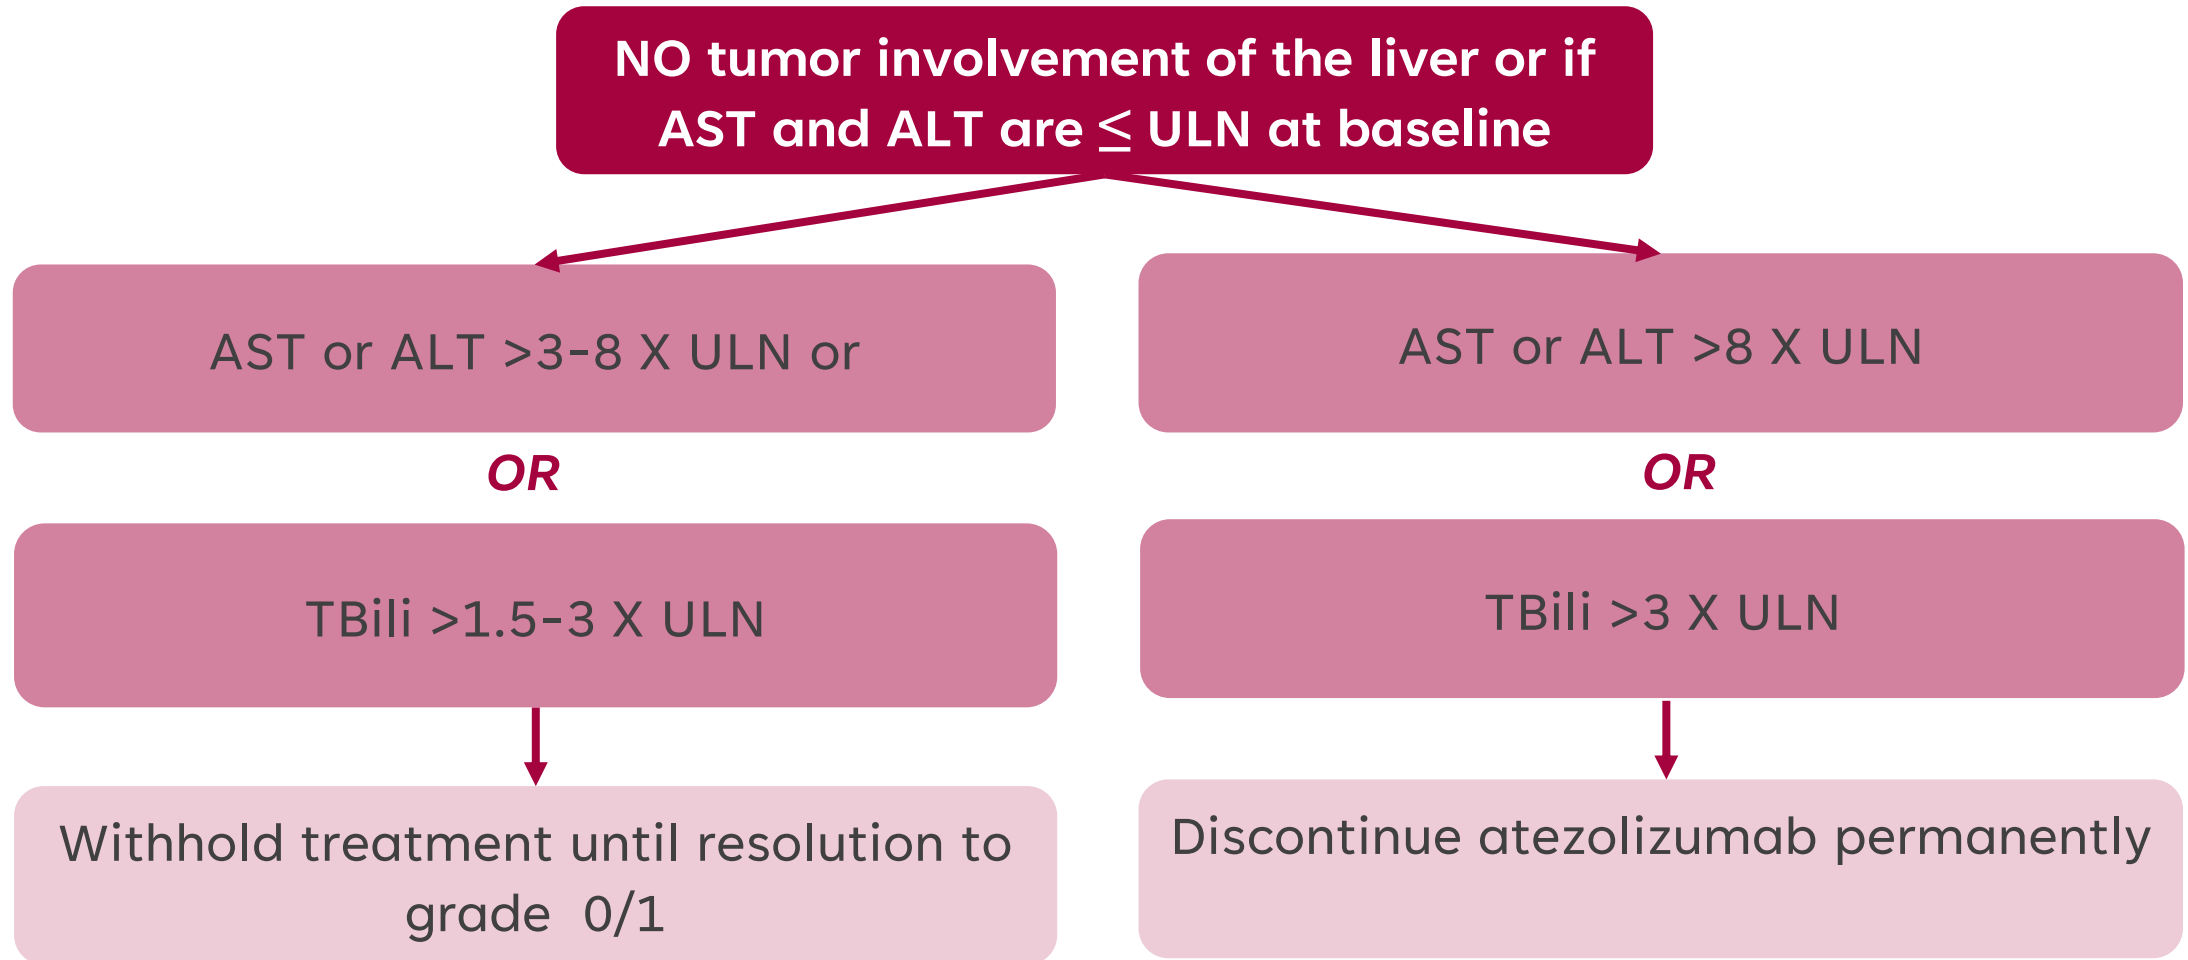 NO tumor involvement of the liver or if
AST and ALT are ≤ ULN at baseline
AST or ALT >3-8 X ULN or
OR
TBili >1.5-3 X ULN
Withhold treatment until resolution to
grade  0/1
AST or ALT >8 X ULN
OR
TBili >3 X ULN
Discontinue atezolizumab permanently